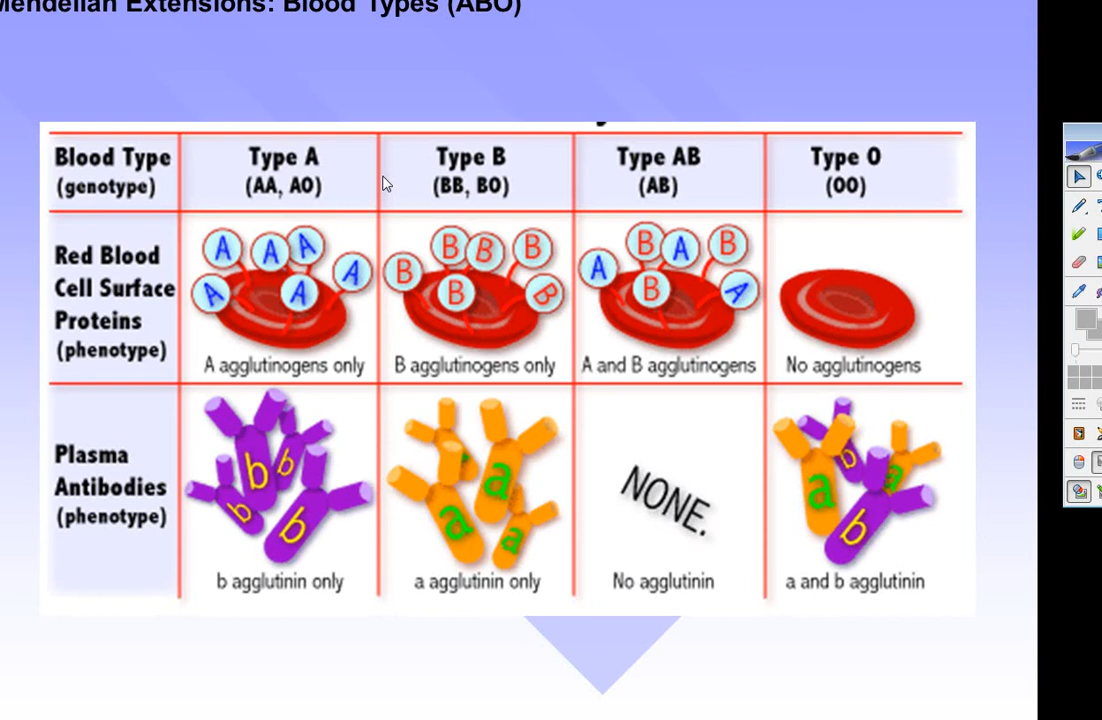 Mendelian Extensions: Blood Types (ABO)
Blood Type
(genotype)
Type A
(AA, AO)
Type B
(BB, BO)
Type AB
(AB)
Type O
(OO)
Red Blood
Cell Surface
Proteins
(phenotype)
A A A A A A
A agglutinogens only
B B B B B B
B agglutinogens only
A B A B B A
A and B agglutinogens
No agglutinogens
Plasma
Antibodies
(phenotype)
b b b b
b agglutinin only
a a a
a agglutinin only
NONE.
No agglutinin
a b a b
a and b agglutinin